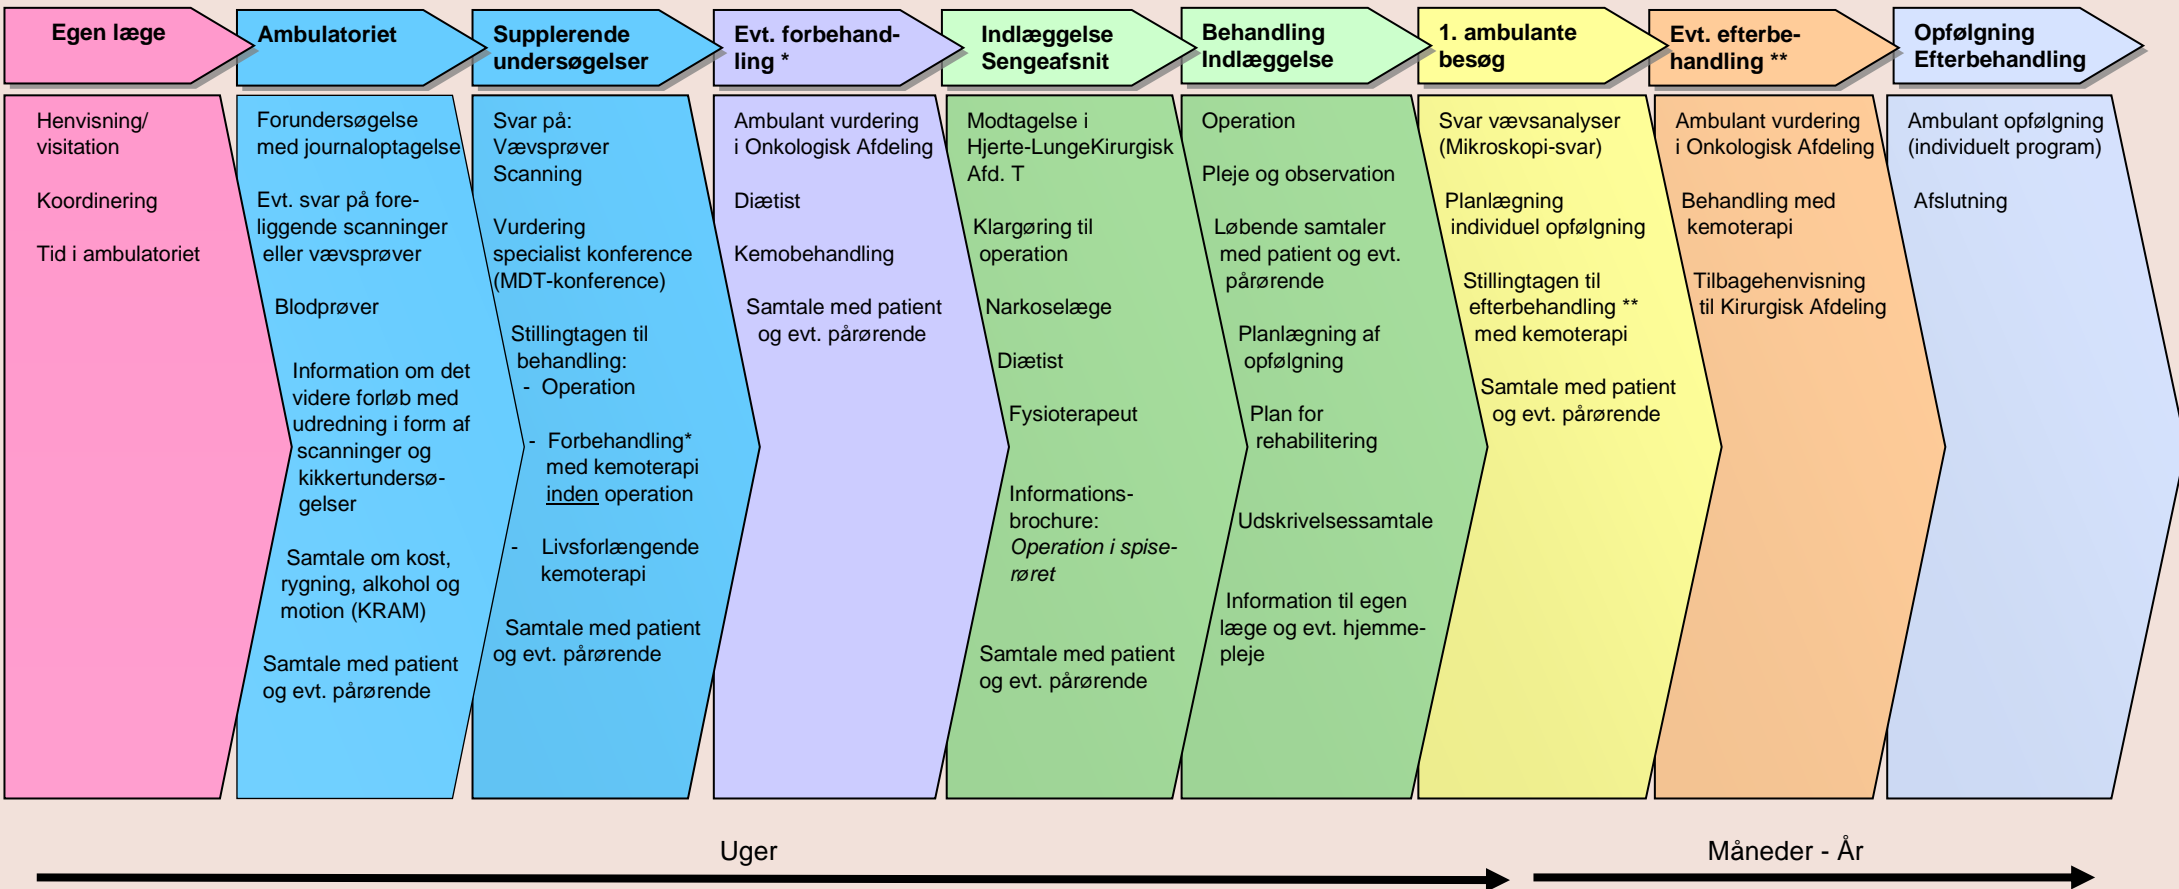 Egen læge
Ambulatoriet
Supplerende
undersøgelser
Evt. forbehand-
ling *
Indlæggelse
Sengeafsnit
Behandling
Indlæggelse
1. ambulante
besøg
Evt. efterbe-
handling **
Opfølgning
Efterbehandling
Henvisning/
visitation
Koordinering
Tid i ambulatoriet
Forundersøgelse
med journaloptagelse
Evt. svar på fore-
liggende scanninger
eller vævsprøver
Blodprøver
Information om det
videre forløb med
udredning i form af
scanninger og
kikkertundersø-
gelser
Samtale om kost,
rygning, alkohol og
motion (KRAM)
Samtale med patient
og evt. pårørende
Svar på:
Vævsprøver
Scanning
Vurdering
specialist konference
(MDT-konference)
Stillingtagen til
behandling:
- Operation
- Forbehandling*
med kemoterapi
inden operation
- Livsforlængende
kemoterapi
Samtale med patient
og evt. pårørende
Ambulant vurdering
i Onkologisk Afdeling
Diætist
Kemobehandling
Samtale med patient
og evt. pårørende
Modtagelse i
Hjerte-LungeKirurgisk
Afd. T
Klargøring til
operation
Narkoselæge
Diætist
Fysioterapeut
Informations-
brochure:
Operation i spise-
røret
Samtale med patient
og evt. pårørende
Operation
Pleje og observation
Løbende samtaler
med patient og evt.
pårørende
Planlægning af
opfølgning
Plan for
rehabilitering
Udskrivelsessamtale
Information til egen
læge og evt. hjemme-
pleje
Svar vævsanalyser
(Mikroskopi-svar)
Planlægning
individuel opfølgning
Stillingtagen til
efterbehandling **
med kemoterapi
Samtale med patient
og evt. pårørende
Ambulant vurdering
i Onkologisk Afdeling
Behandling med
kemoterapi
Tilbagehenvisning
til Kirurgisk Afdeling
Ambulant opfølgning
(individuelt program)
Afslutning
Uger
Måneder - År